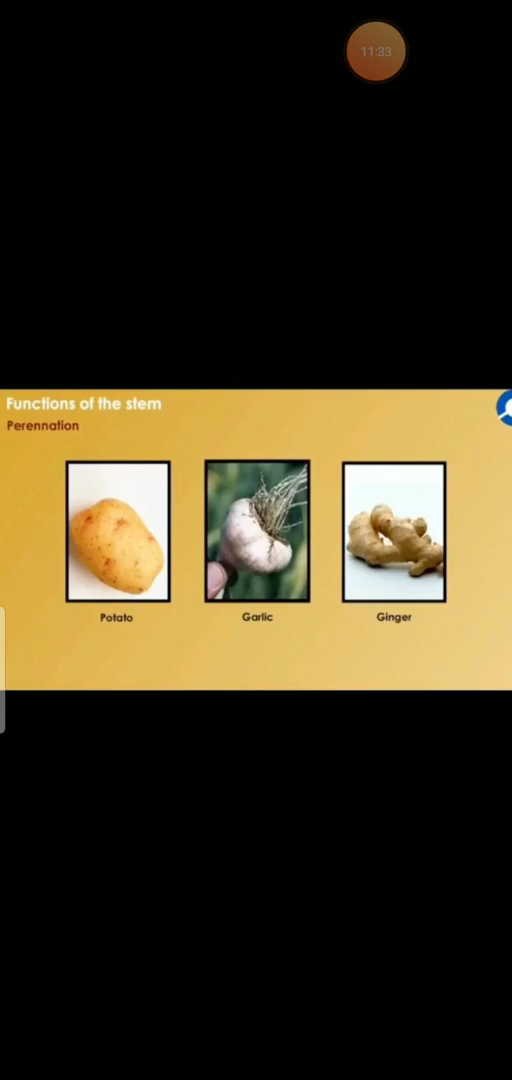 11:33
Functions of the stem
Perennation
Potato Garlic Ginger